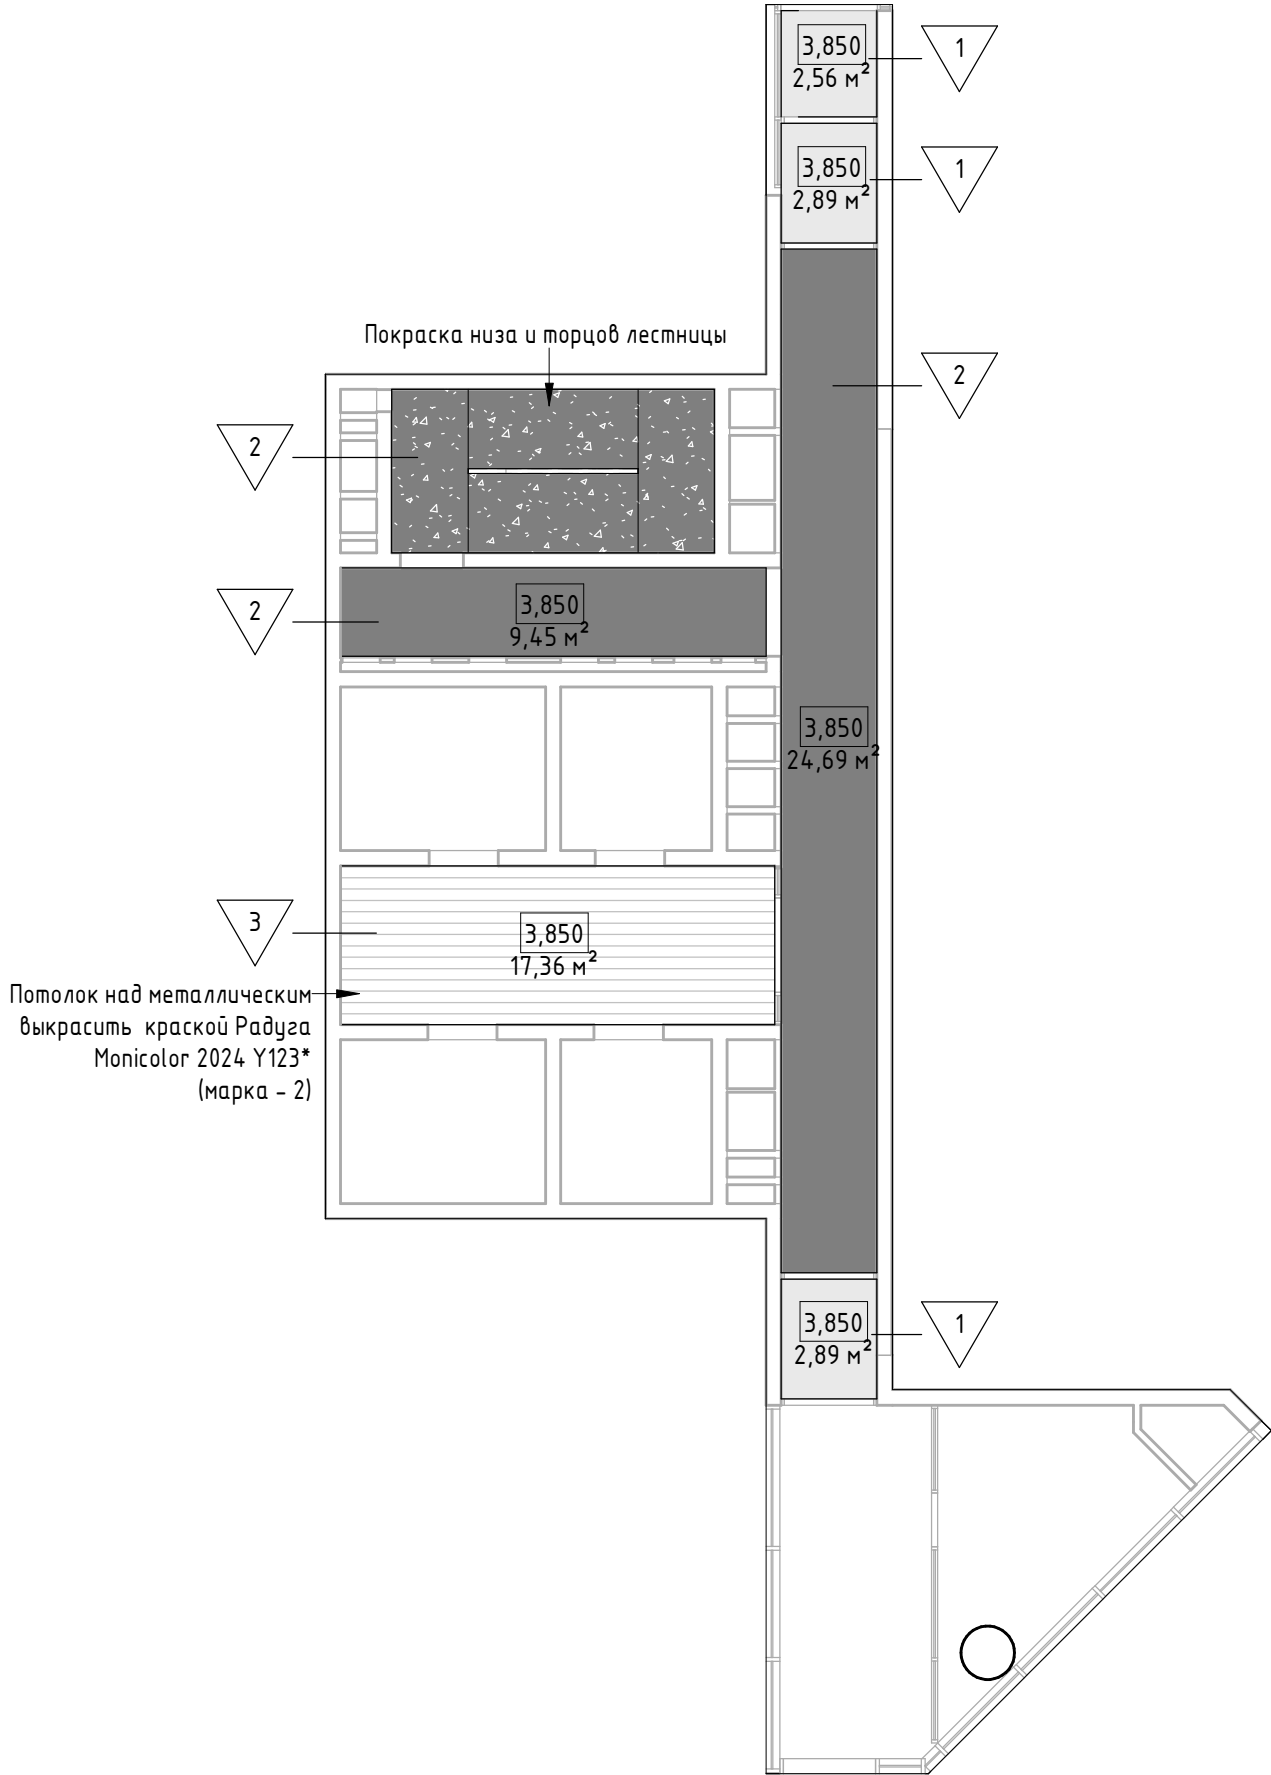 3,850
2,56 м²
1
3,850
2,89 м²
1
Покраска низа и торцов лестницы
2
2
2
3,850
9,45 м²
3,850
24,69 м²
3
3,850
17,36 м²
Потолок над металлическим
выкрасить краской Радуга
Monicolor 2024 Y123*
(марка - 2)
3,850
2,89 м²
1